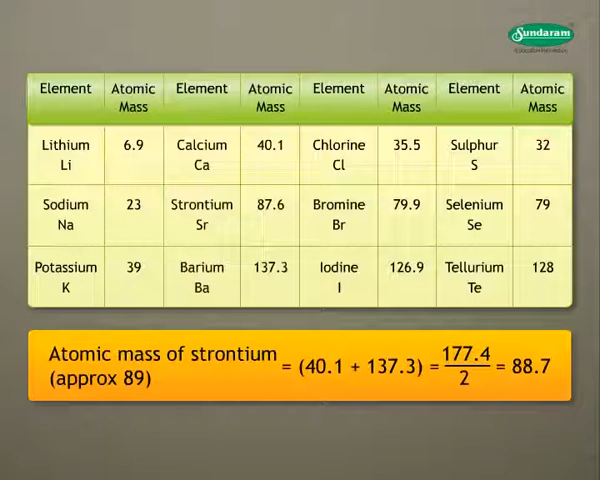 Sundaram
Element Atomic Mass Element Atomic Mass Element Atomic Mass Element Atomic Mass
Lithium Li 6.9 Calcium Ca 40.1 Chlorine Cl 35.5 Sulphur S 32
Sodium Na 23 Strontium Sr 87.6 Bromine Br 79.9 Selenium Se 79
Potassium K 39 Barium Ba 137.3 Iodine I 126.9 Tellurium Te 128
Atomic mass of strontium (approx 89) = (40.1 + 137.3) = 177.4/2 = 88.7